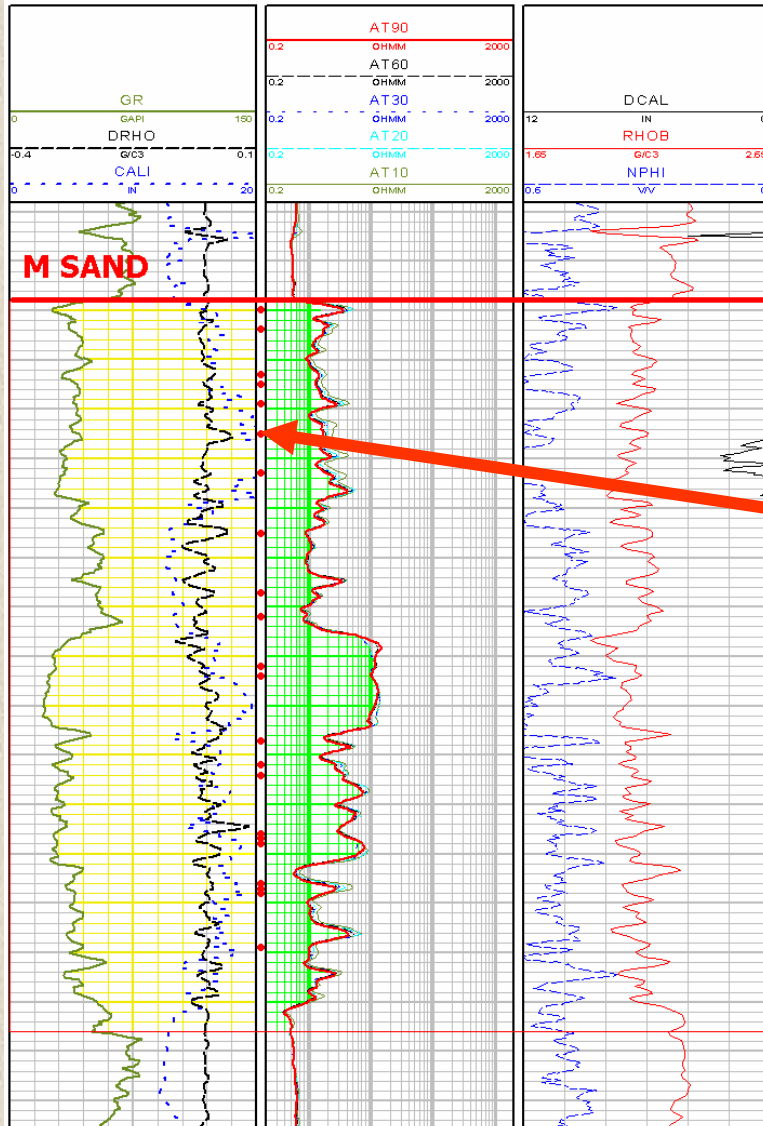 GR
0 GAPI 150
DRHO
-0.4 G/C3 0.1
CALI
0 IN 20
AT90
0.2 OHMM 2000
AT60
0.2 OHMM 2000
AT30
0.2 OHMM 2000
AT20
0.2 OHMM 2000
AT10
0.2 OHMM 2000
DCAL
12 IN
RHOB
1.65 G/C3
NPHI
0.6 V/V
M SAND